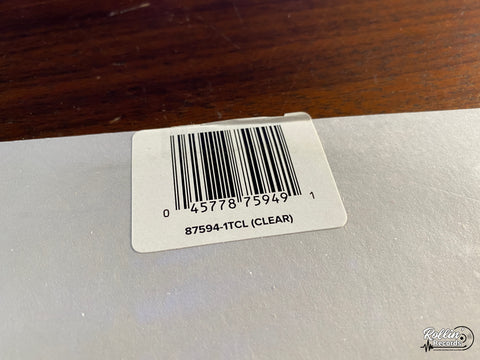 0 45778 75949 1
87594-1TCL (CLEAR)
Rollin
Records